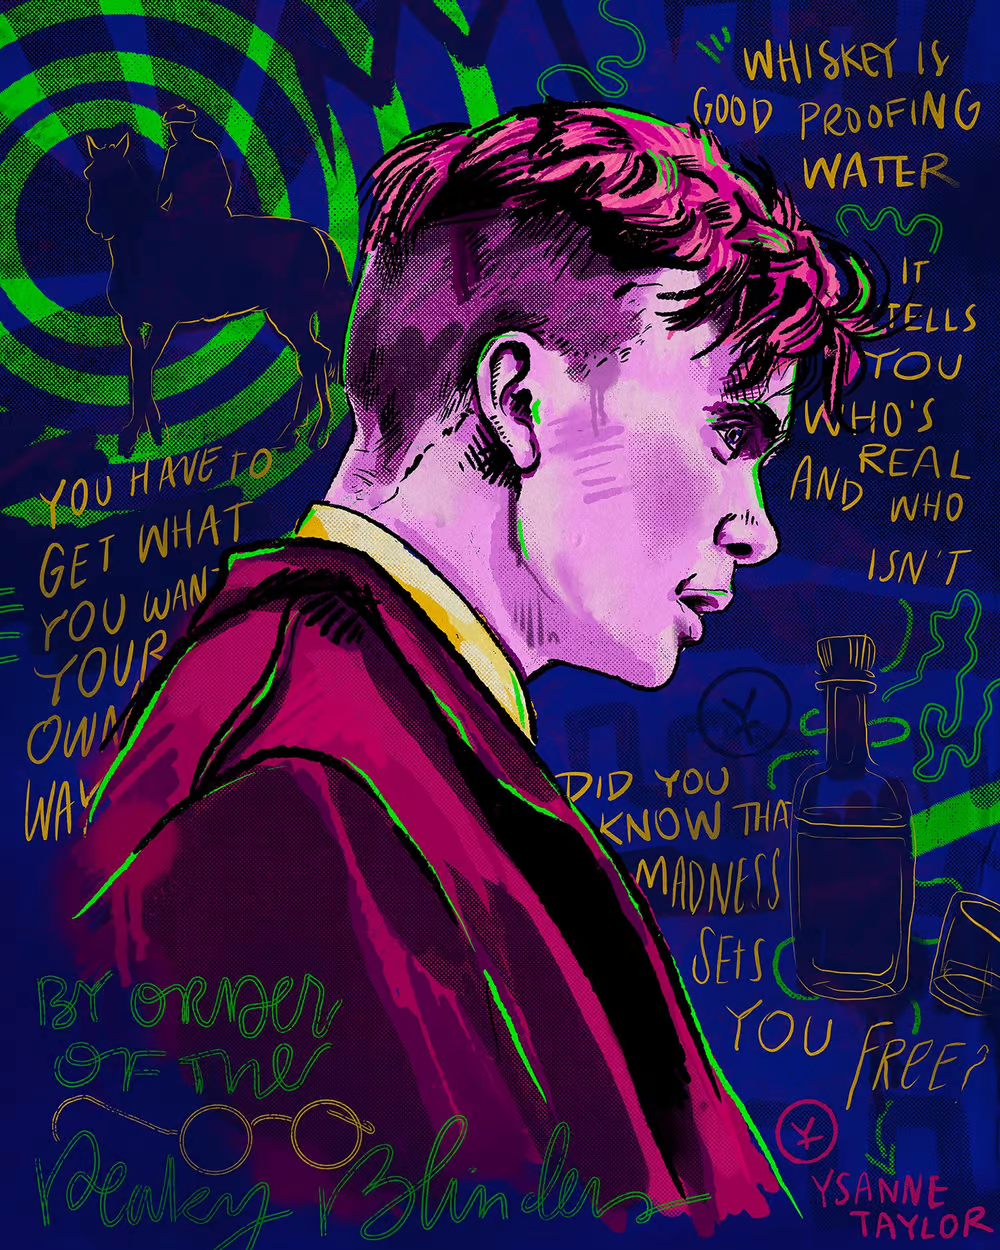 WHISKEY IS
GOOD PROOFING
WATER
IT
TELLS
YOU
WHO'S
REAL
AND WHO
ISN'T
YOU HAVE to
GET WHAT
YOU WANT
YOUR
OWN
WAY
DID YOU
KNOW THA
MADNESS
SEtS
YOU
FREE?
BY ORDER
OF THE
Peaky Blinders
YSANNE
TAYLOR